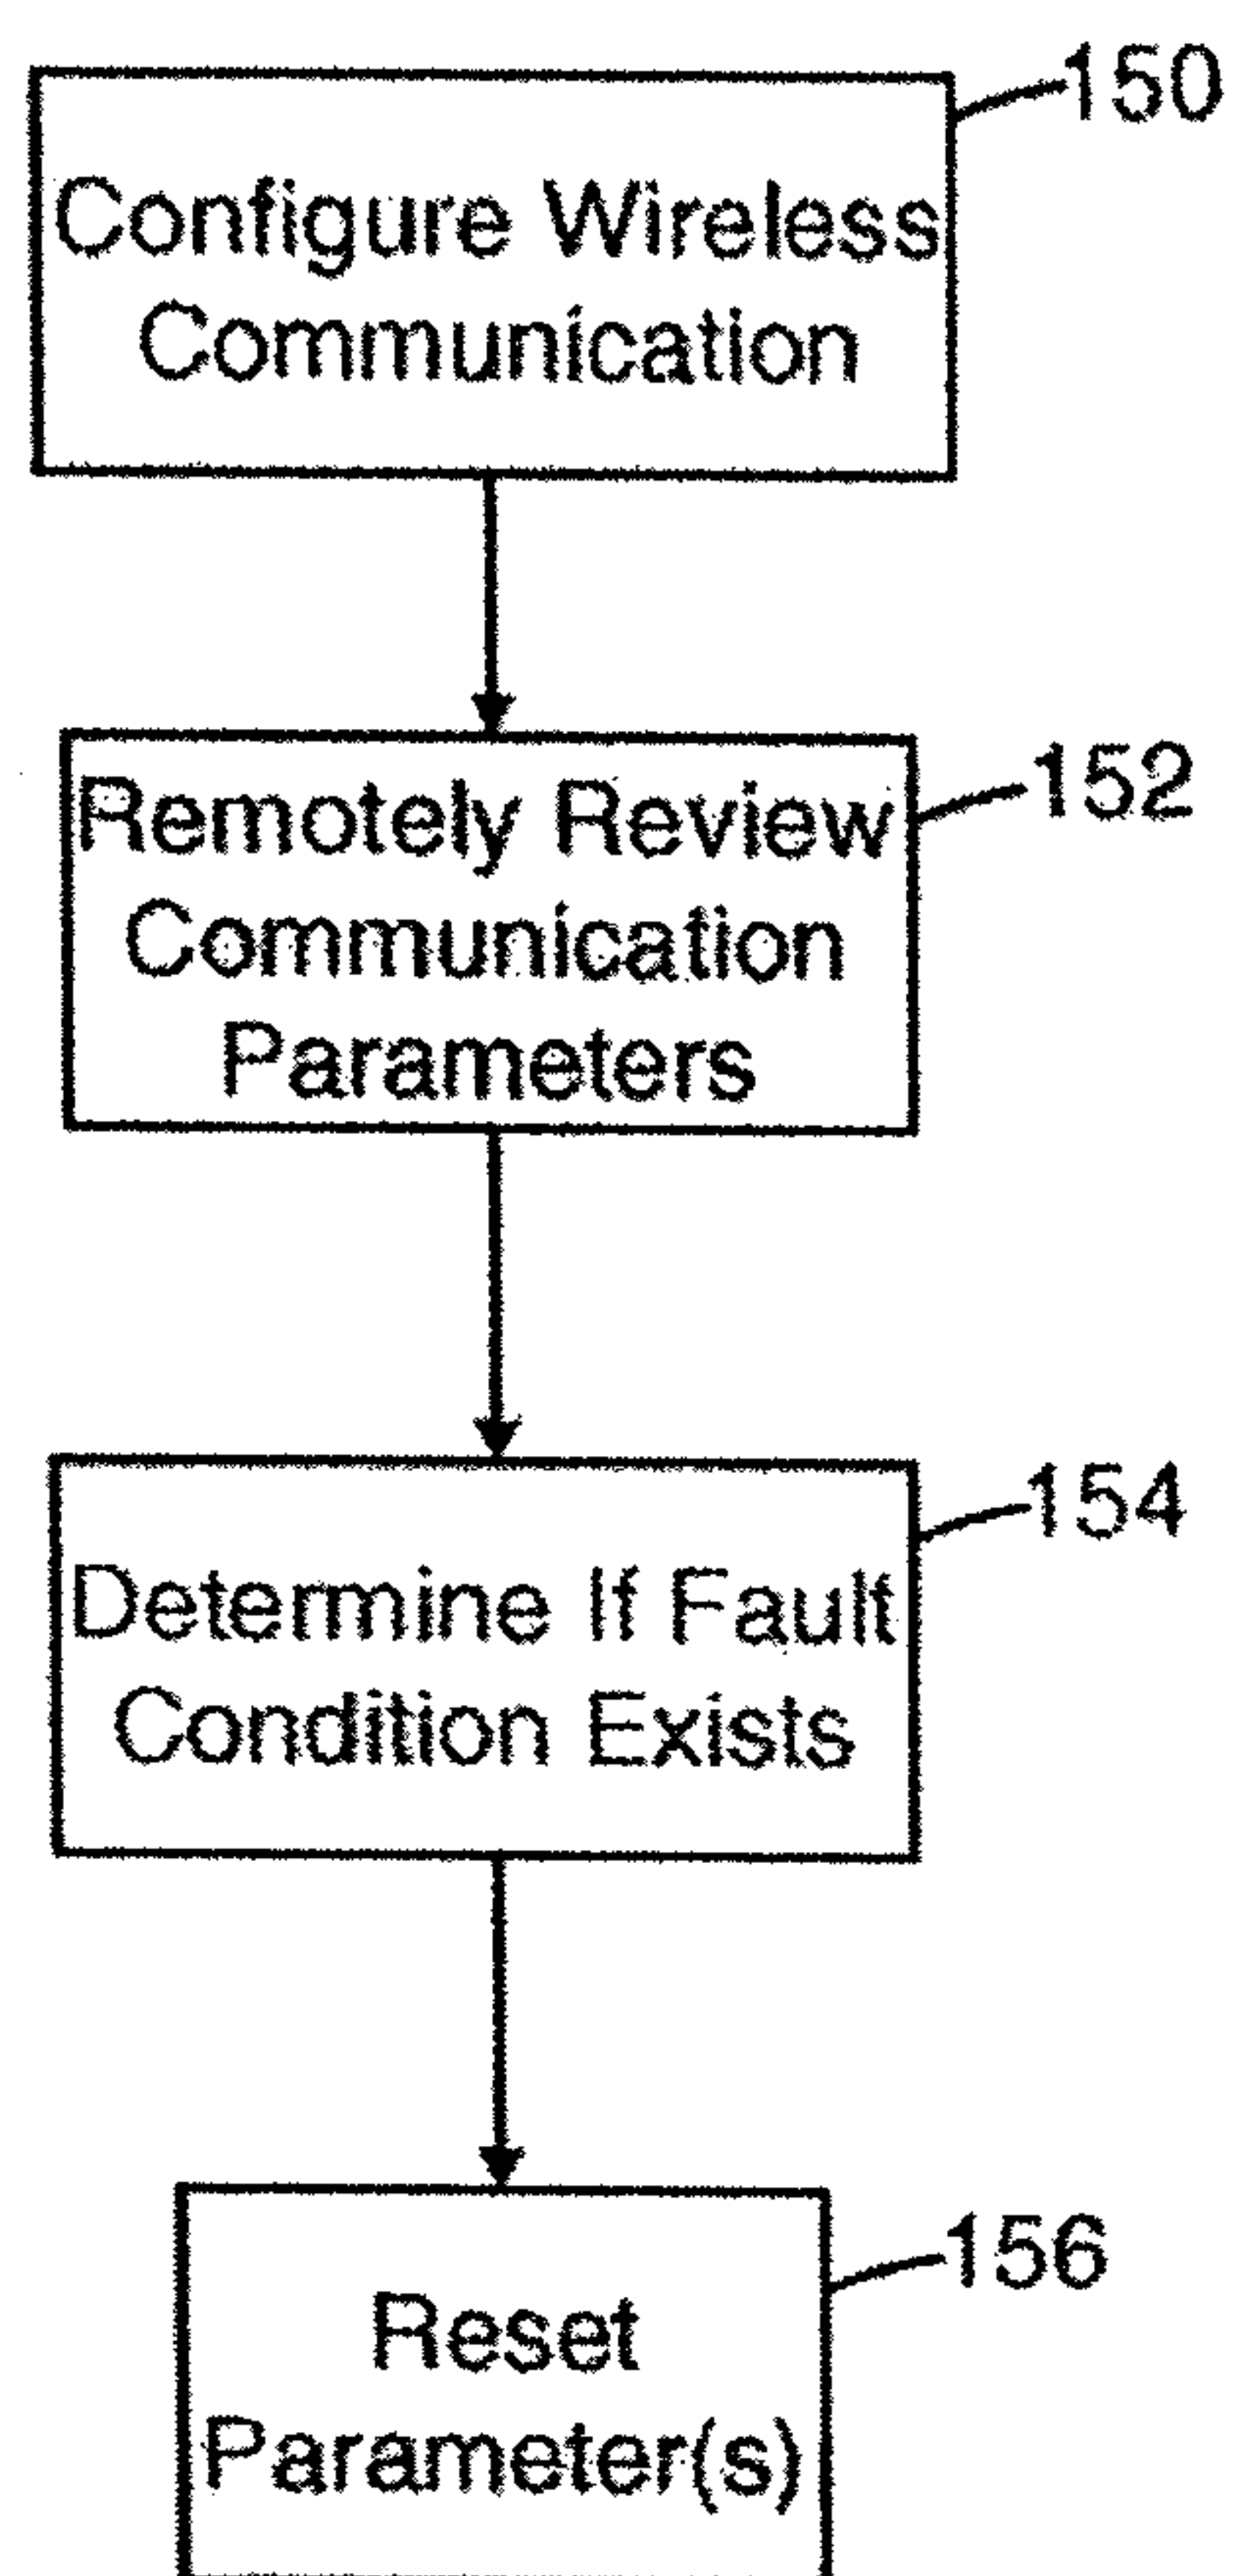 150
Configure Wireless
Communication
152
Remotely Review
Communication
Parameters
154
Determine If Fault
Condition Exists
156
Reset
Parameter(s)